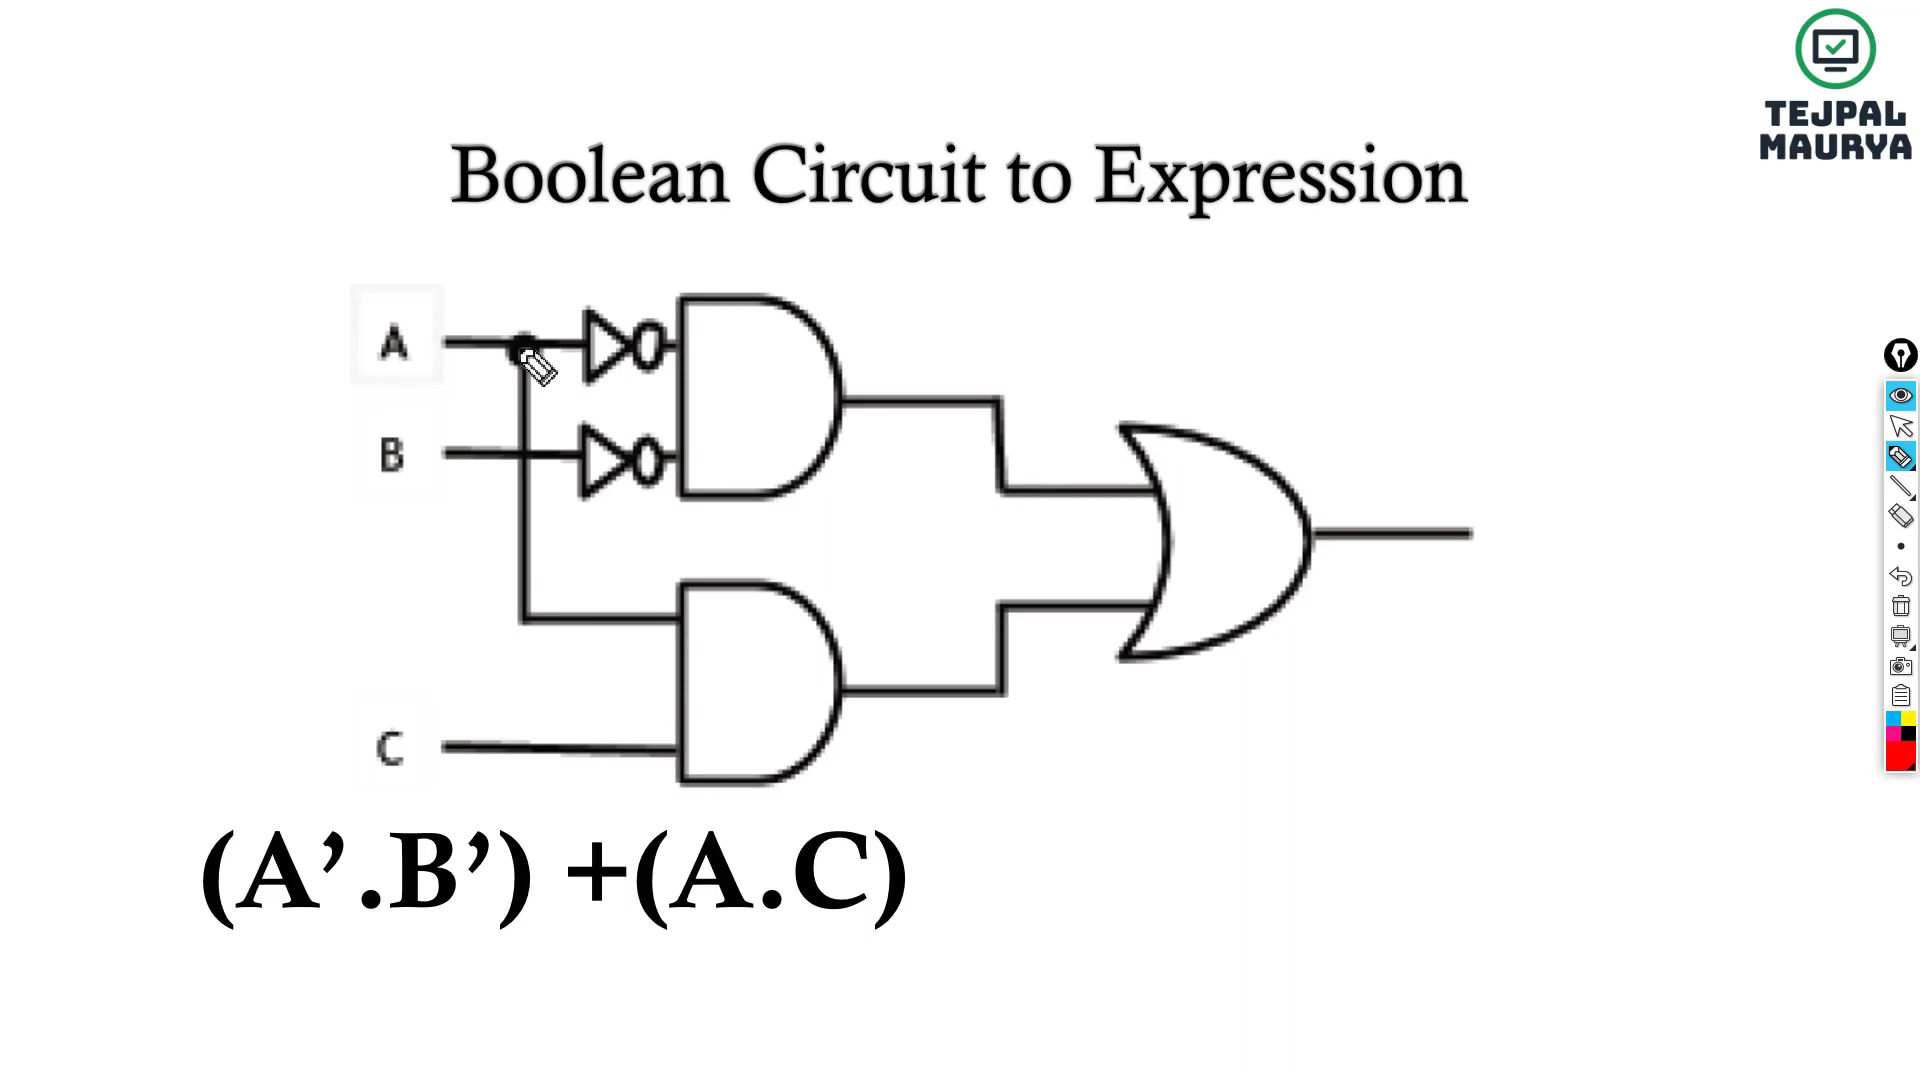 TEJPAL
MAURYA
Boolean Circuit to Expression
A
B
C
(A’.B’) +(A.C)